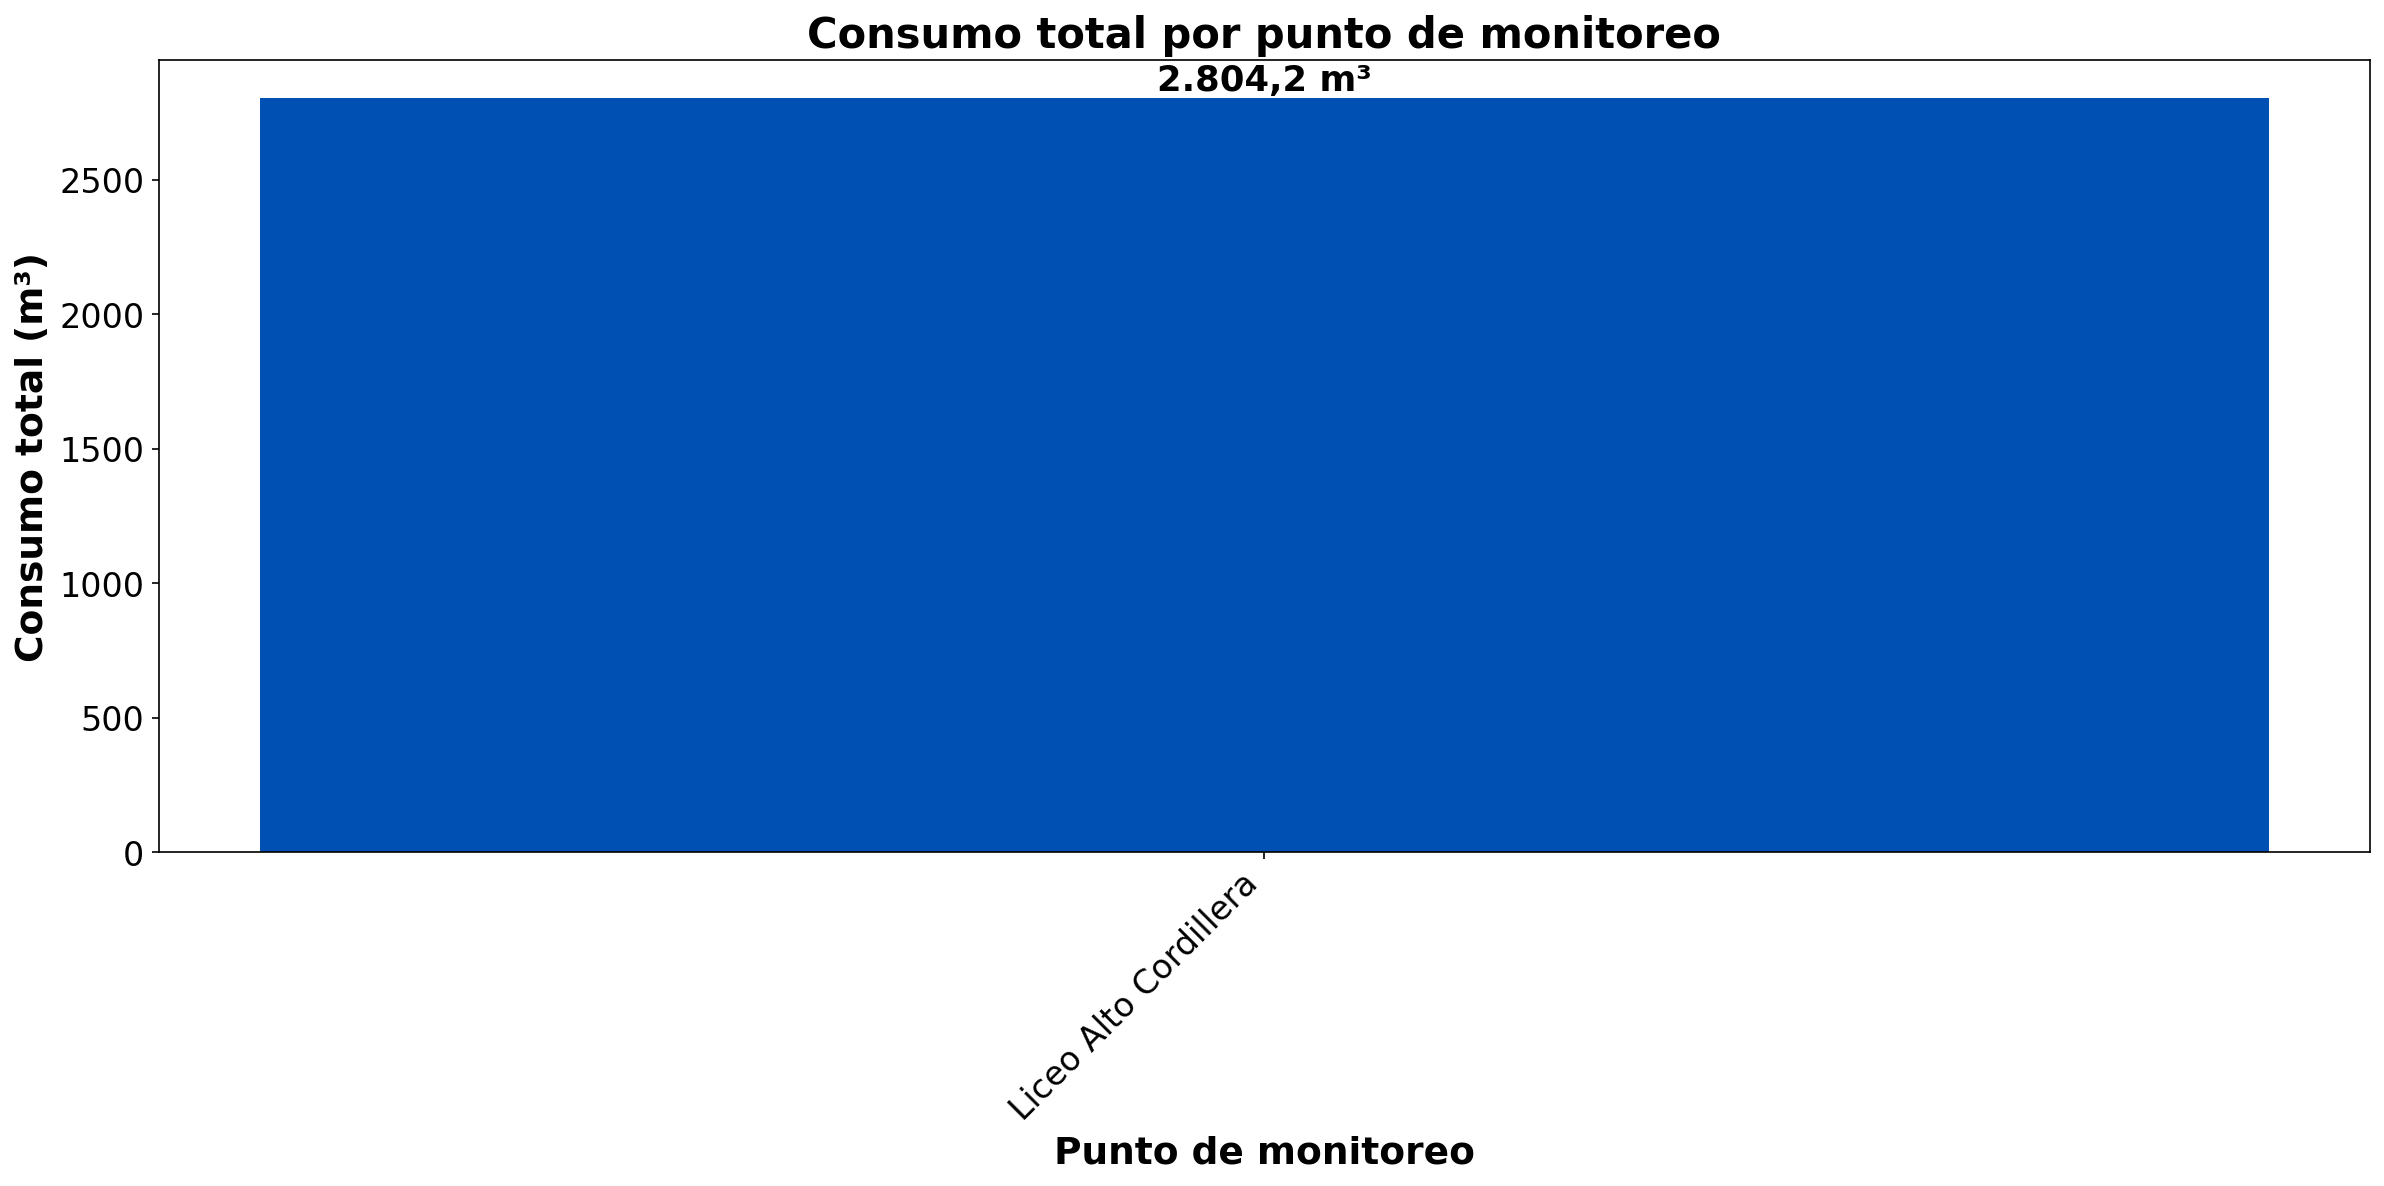 Consumo total por punto de monitoreo
2.804,2 m³
Consumo total (m³)
2500
2000
1500
1000
500
0
Liceo Alto Cordillera
Punto de monitoreo